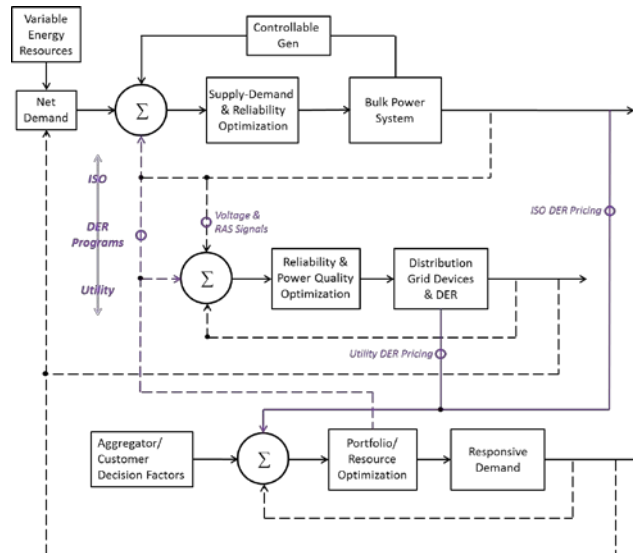 Variable
Energy
Resources
Controllable
Gen
Net
Demand
Σ
Supply-Demand
& Reliability
Optimization
Bulk Power
System
ISO
DER
Programs
Utility
Voltage &
RAS Signals
ISO DER Pricing
Σ
Reliability &
Power Quality
Optimization
Distribution
Grid Devices
& DER
Utility DER Pricing
Aggregator/
Customer
Decision Factors
Σ
Portfolio/
Resource
Optimization
Responsive
Demand